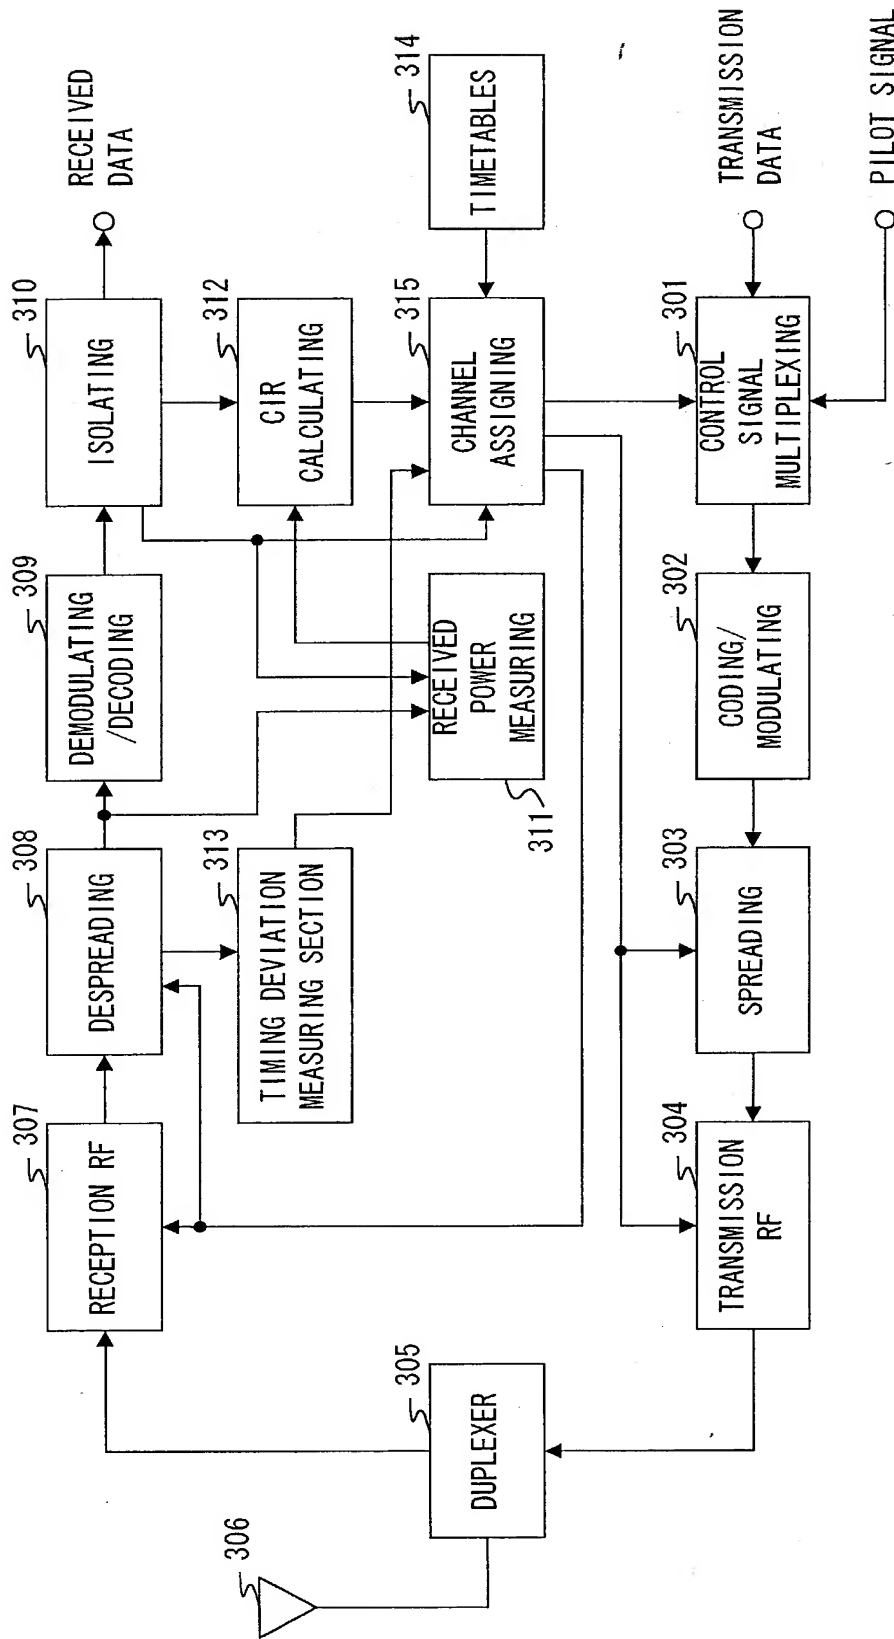 306
305
DUPLEXER
307
RECEPTION RF
308
DESPREADING
309
DEMODULATING
/DECODING
310
ISOLATING
RECEIVED
DATA
313
TIMING DEVIATION
MEASURING SECTION
312
CIR
CALCULATING
311
RECEIVED
POWER
MEASURING
315
CHANNEL
ASSIGNING
314
TIMETABLES
304
TRANSMISSION
RF
303
SPREADING
302
CODING/
MODULATING
301
CONTROL
SIGNAL
MULTIPLEXING
TRANSMISSION
DATA
PILOT SIGNAL